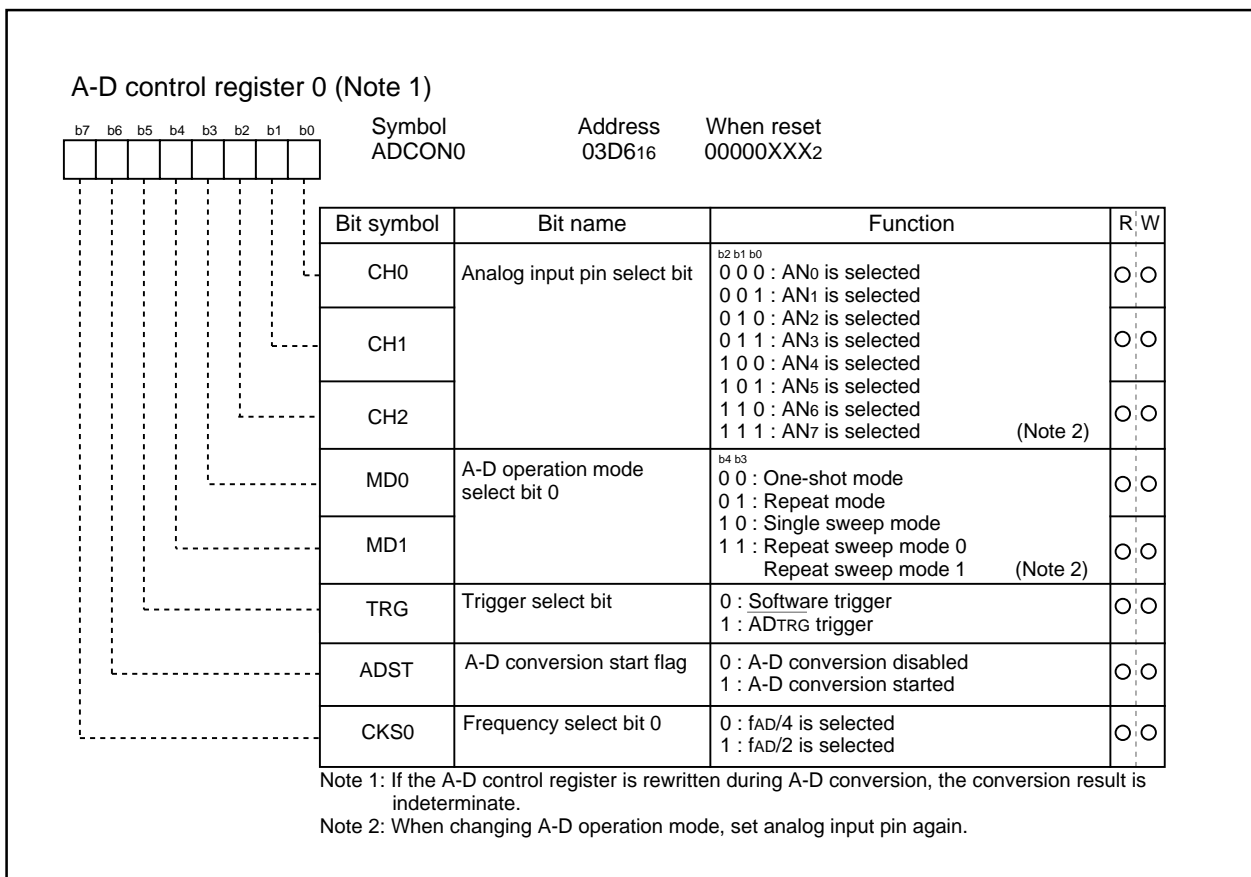 A-D control register 0 (Note 1)
b7 b6 b5 b4 b3 b2 b1 b0
Symbol Address When reset
ADCON0 03D616 00000XXX2
Bit symbol Bit name Function R W
CH0 Analog input pin select bit
b2 b1 b0
0 0 0 : AN0 is selected
0 0 1 : AN1 is selected
0 1 0 : AN2 is selected
CH1
0 1 1 : AN3 is selected
1 0 0 : AN4 is selected
1 0 1 : AN5 is selected
CH2
1 1 0 : AN6 is selected
1 1 1 : AN7 is selected (Note 2)
MD0 A-D operation mode
select bit 0
b4 b3
0 0 : One-shot mode
0 1 : Repeat mode
1 0 : Single sweep mode
MD1
1 1 : Repeat sweep mode 0
Repeat sweep mode 1 (Note 2)
TRG Trigger select bit 0 : Software trigger
1 : ADTRG trigger
ADST A-D conversion start flag 0 : A-D conversion disabled
1 : A-D conversion started
CKS0 Frequency select bit 0 0 : fAD/4 is selected
1 : fAD/2 is selected
Note 1: If the A-D control register is rewritten during A-D conversion, the conversion result is
indeterminate.
Note 2: When changing A-D operation mode, set analog input pin again.